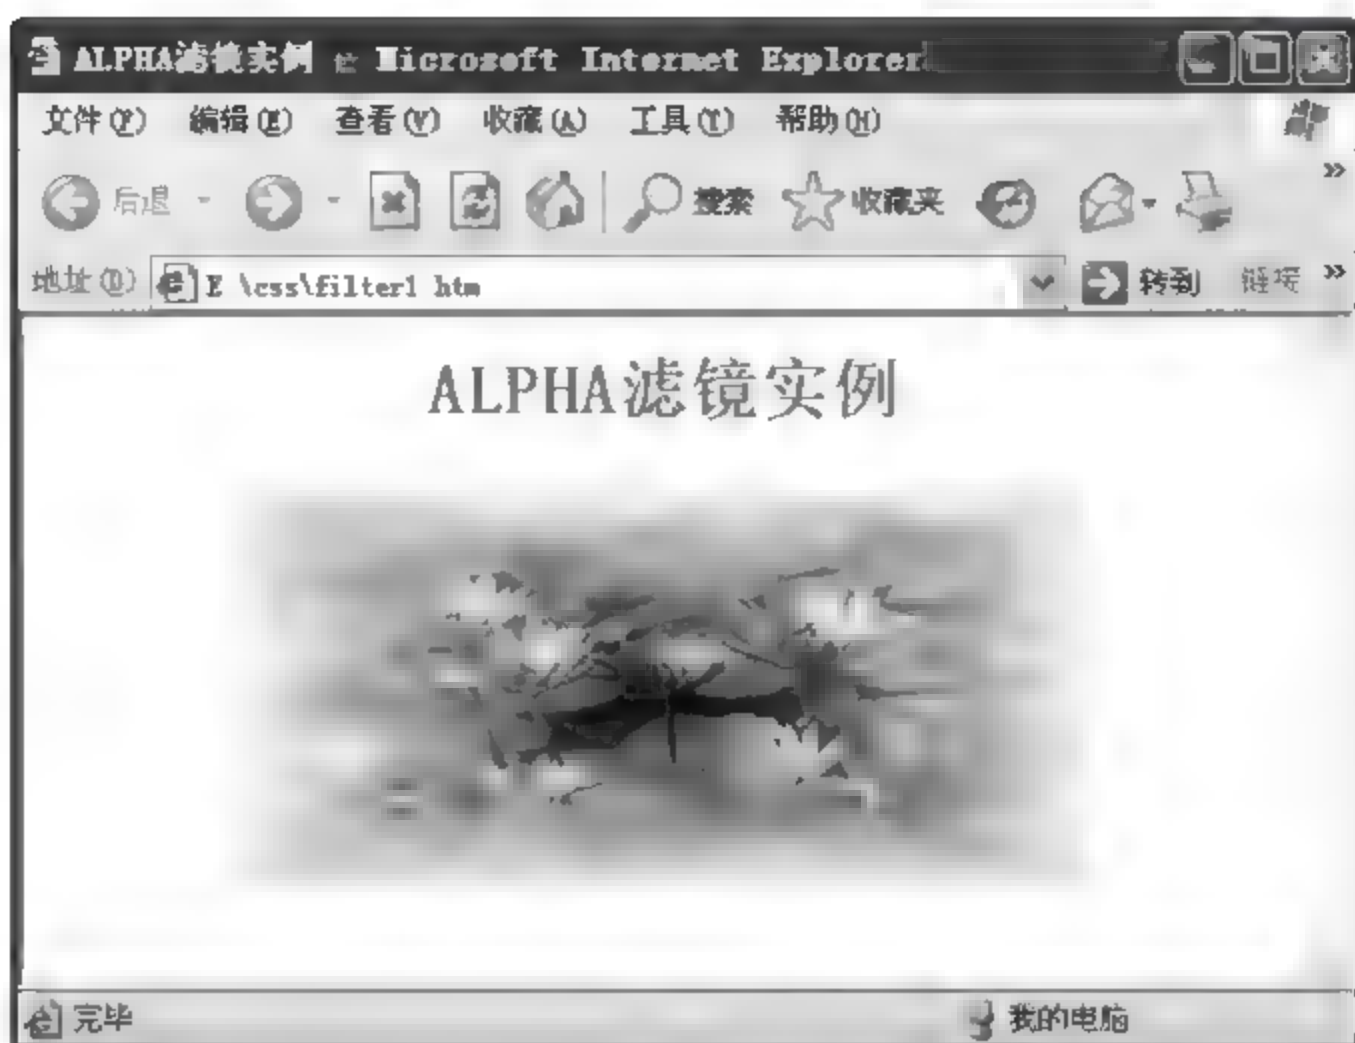 ALPHA滤镜实例 Microsoft Internet Explorer
文件(F) 编辑(E) 查看(V) 收藏(A) 工具(T) 帮助(H)
后退 搜索 收藏夹 »
地址(D) E \css\filter1 htm 转到 链接 »
ALPHA滤镜实例
完毕 我的电脑